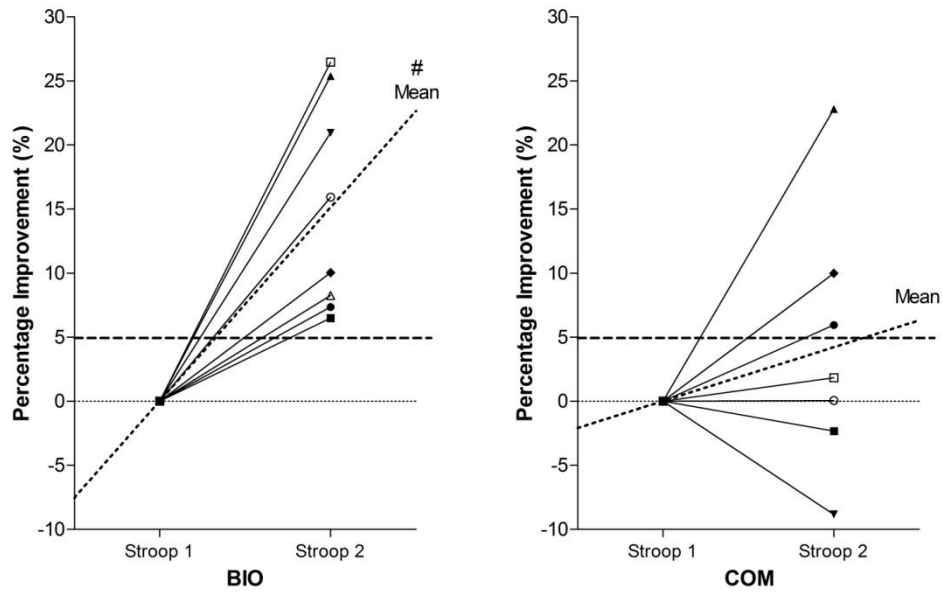 Percentage Improvement (%)
30
25
20
15
10
5
0
-5
-10
#
Mean
Stroop 1
Stroop 2
BIO
Percentage Improvement (%)
30
25
20
15
10
5
0
-5
-10
Mean
Stroop 1
Stroop 2
COM